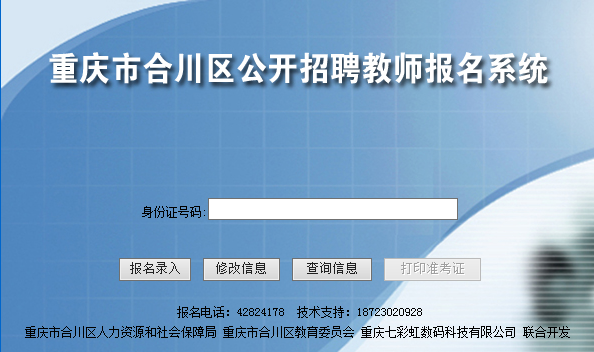 重庆市合川区公开招聘教师报名系统
身份证号码:
报名录入 修改信息 查询信息 打印准考证
报名电话：42824178 技术支持：18723020928
重庆市合川区人力资源和社会保障局 重庆市合川区教育委员会 重庆七彩虹数码科技有限公司 联合开发